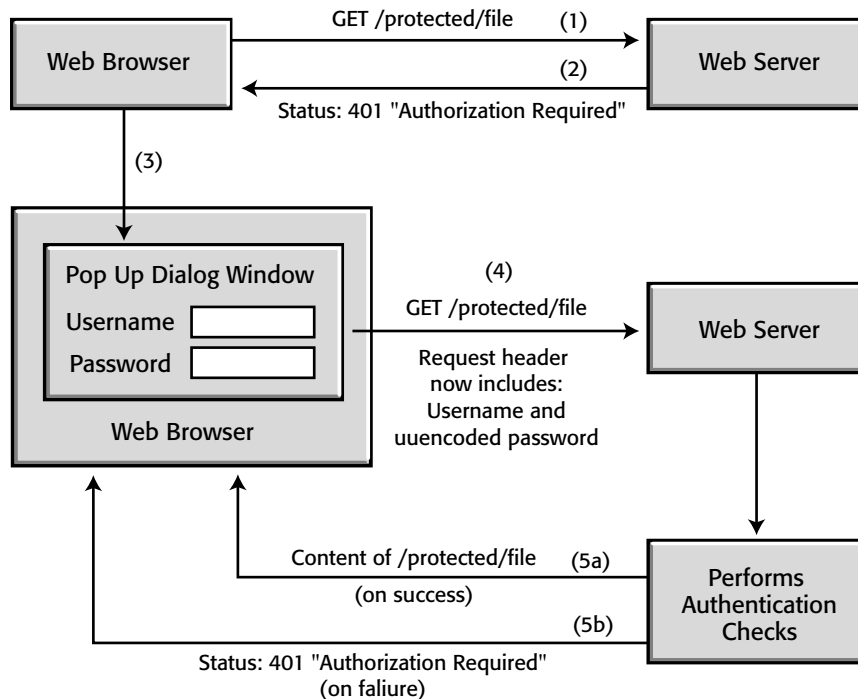 GET /protected/file (1)
Web Browser
Web Server
(2)
Status: 401 "Authorization Required"
(3)
Pop Up Dialog Window
Username
Password
Web Browser
(4)
GET /protected/file
Request header
now includes:
Username and
uuencoded password
Web Server
Content of /protected/file (5a)
(on success)
Performs
Authentication
Checks
(5b)
Status: 401 "Authorization Required"
(on faliure)